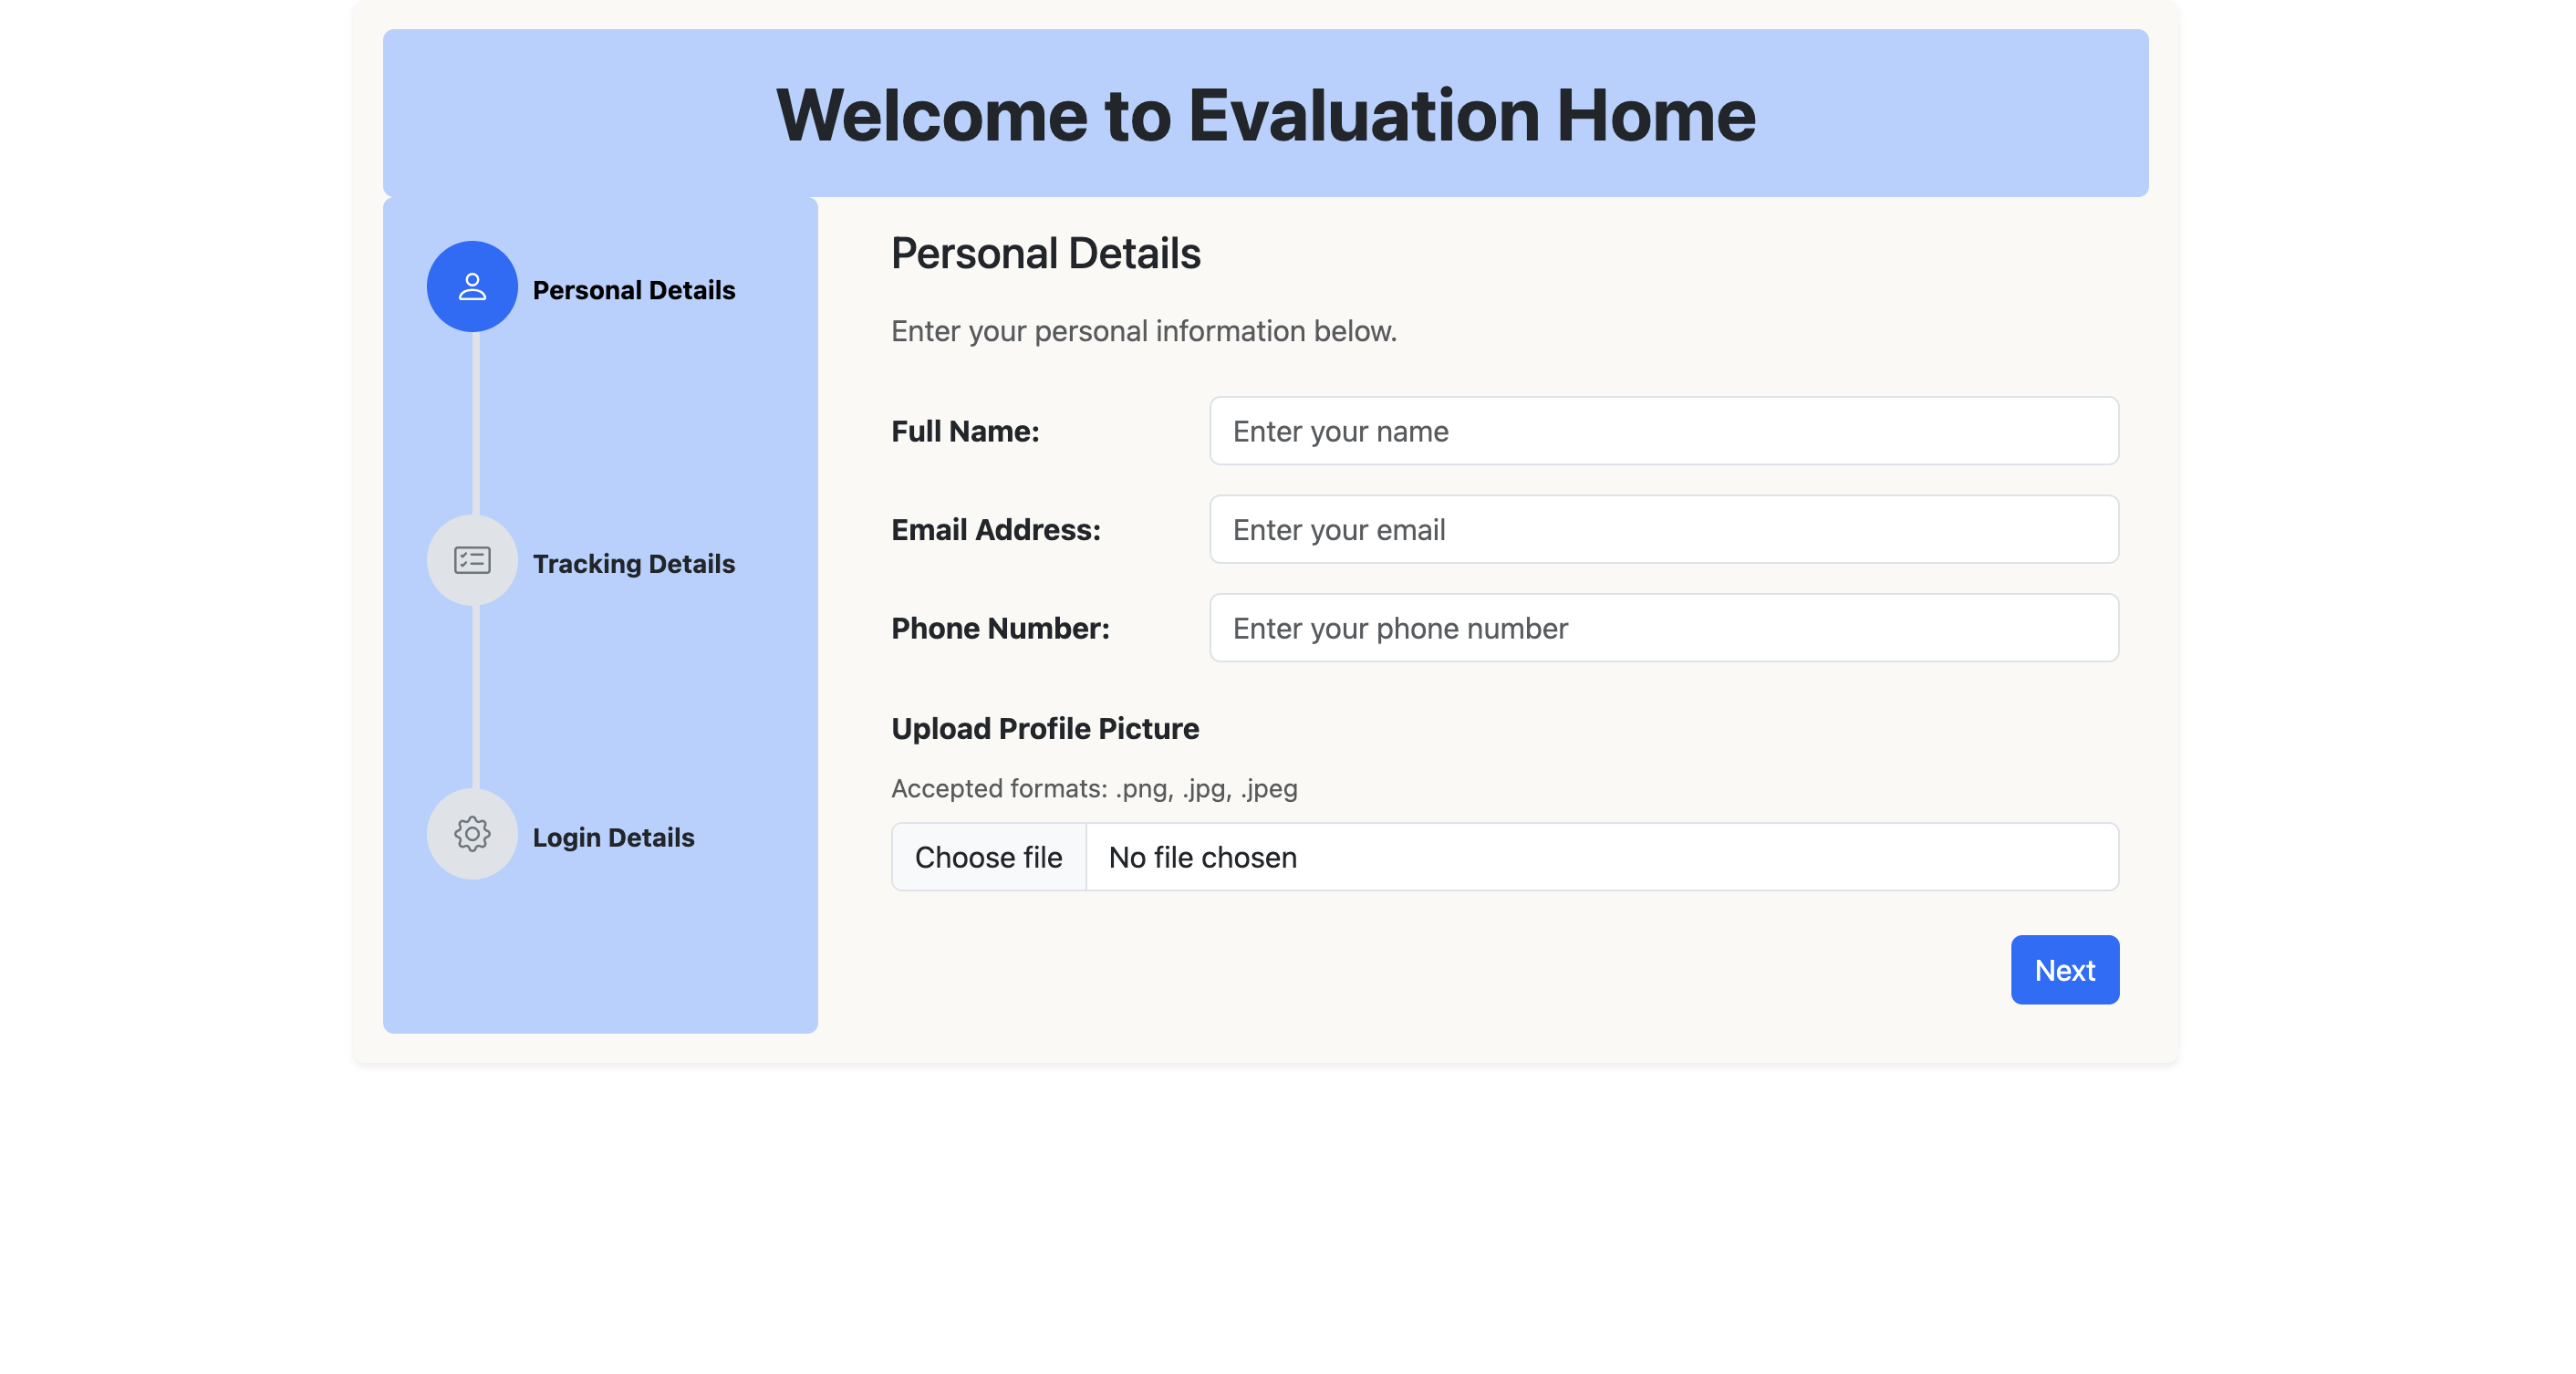 Welcome to Evaluation Home
Personal Details
Tracking Details
Login Details
Personal Details
Enter your personal information below.
Full Name:
Enter your name
Email Address:
Enter your email
Phone Number:
Enter your phone number
Upload Profile Picture
Accepted formats: .png, .jpg, .jpeg
Choose file
No file chosen
Next